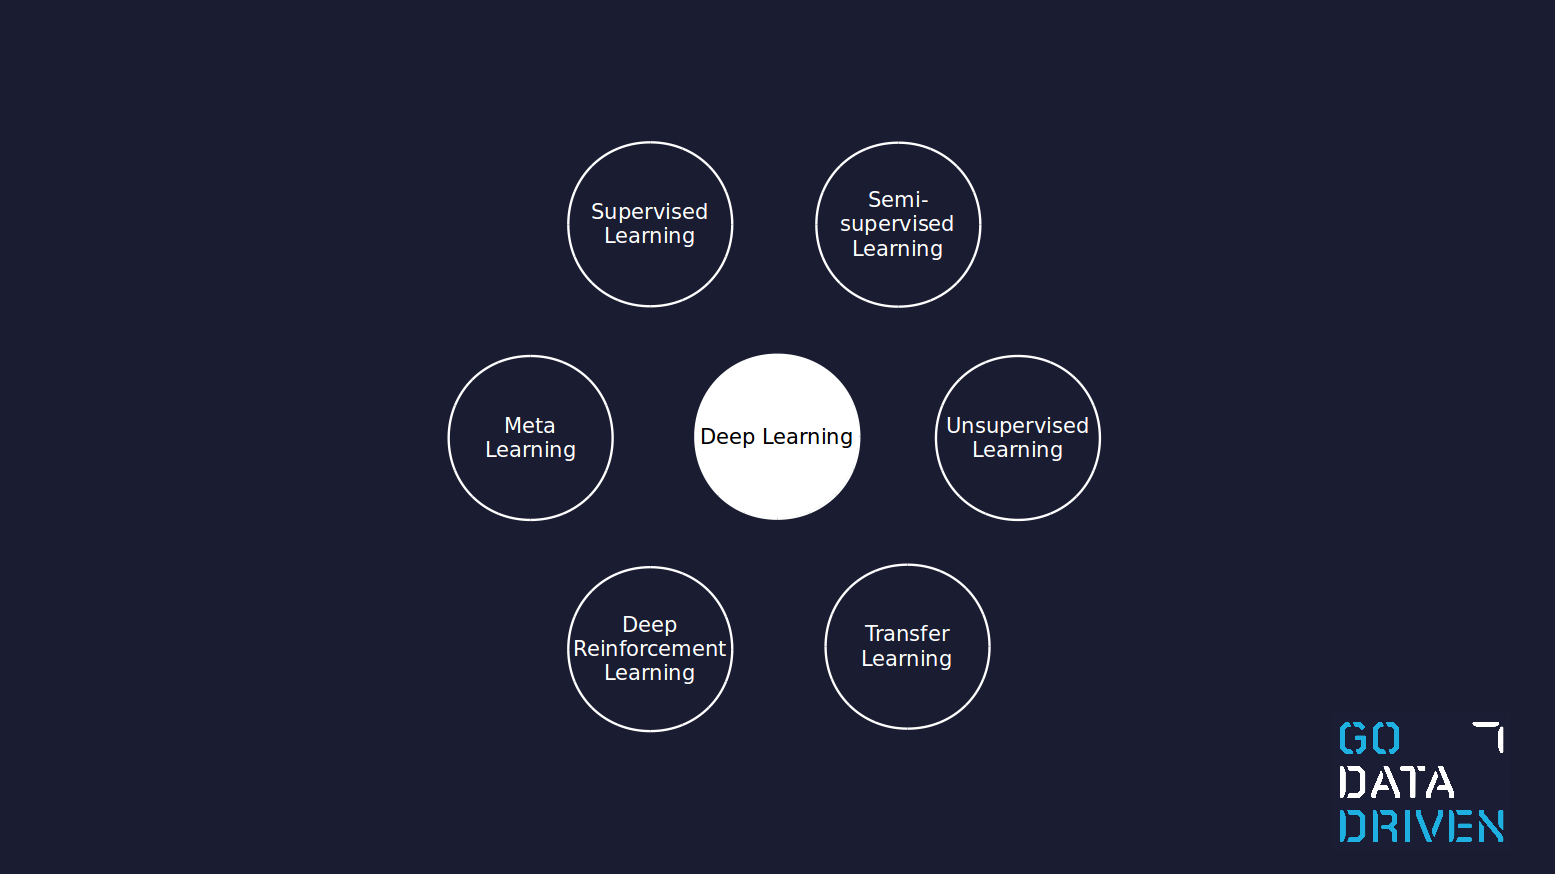 Supervised
Learning
Semi-
supervised
Learning
Meta
Learning
Deep Learning
Unsupervised
Learning
Deep
Reinforcement
Learning
Transfer
Learning
GO
DATA
DRIVEN